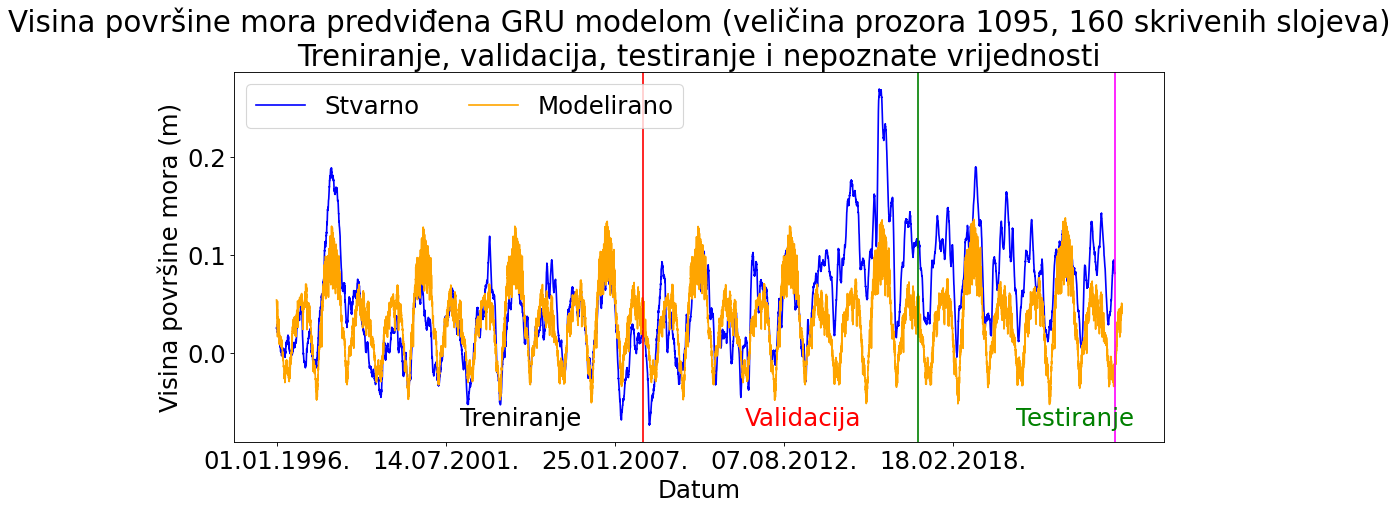 Visina površine mora predviđena GRU modelom (veličina prozora 1095, 160 skrivenih slojeva)
Treniranje, validacija, testiranje i nepoznate vrijednosti
Stvarno
Modelirano
Visina površine mora (m)
0.2
0.1
0.0
Treniranje
Validacija
Testiranje
01.01.1996.
14.07.2001.
25.01.2007.
07.08.2012.
18.02.2018.
Datum